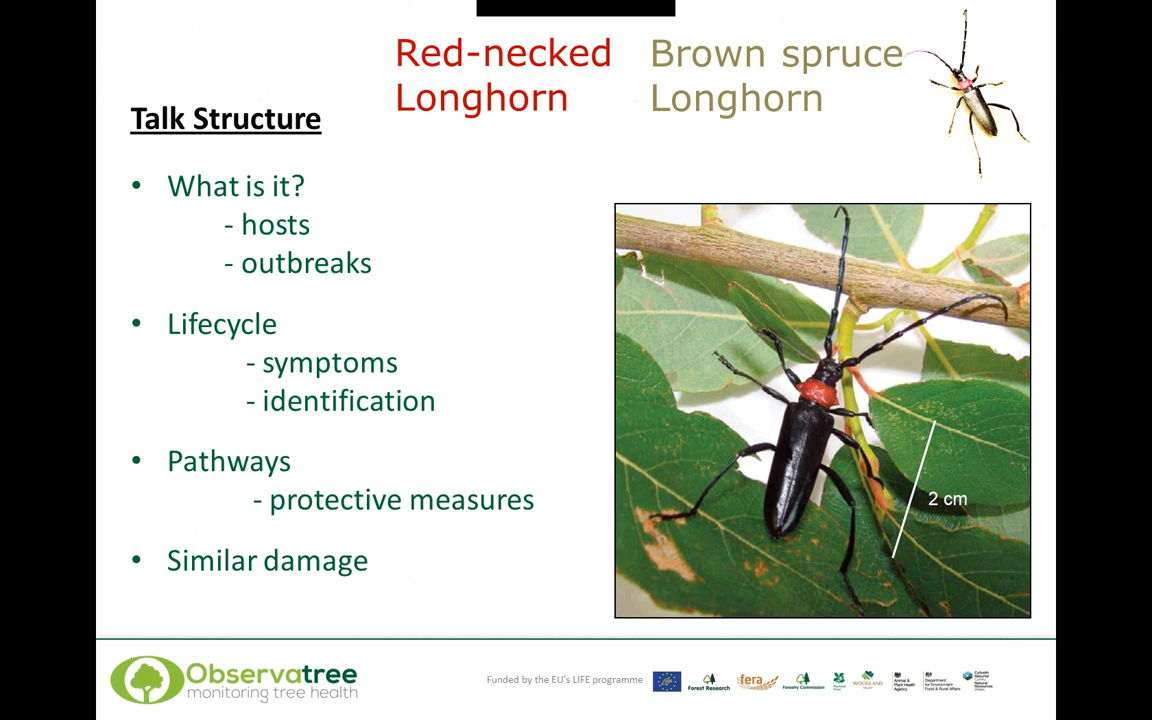 Red-necked
Longhorn
Brown spruce
Longhorn
Talk Structure
• What is it?
- hosts
- outbreaks
• Lifecycle
- symptoms
- identification
• Pathways
- protective measures
• Similar damage
2 cm
Observatree
monitoring tree health
Funded by the EU's LIFE programme
Forest Research
fera
Forestry Commission
WOODLAND
TRUST
Animal &
Plant Health
Agency
Department
for Environment
Food & Rural Affairs